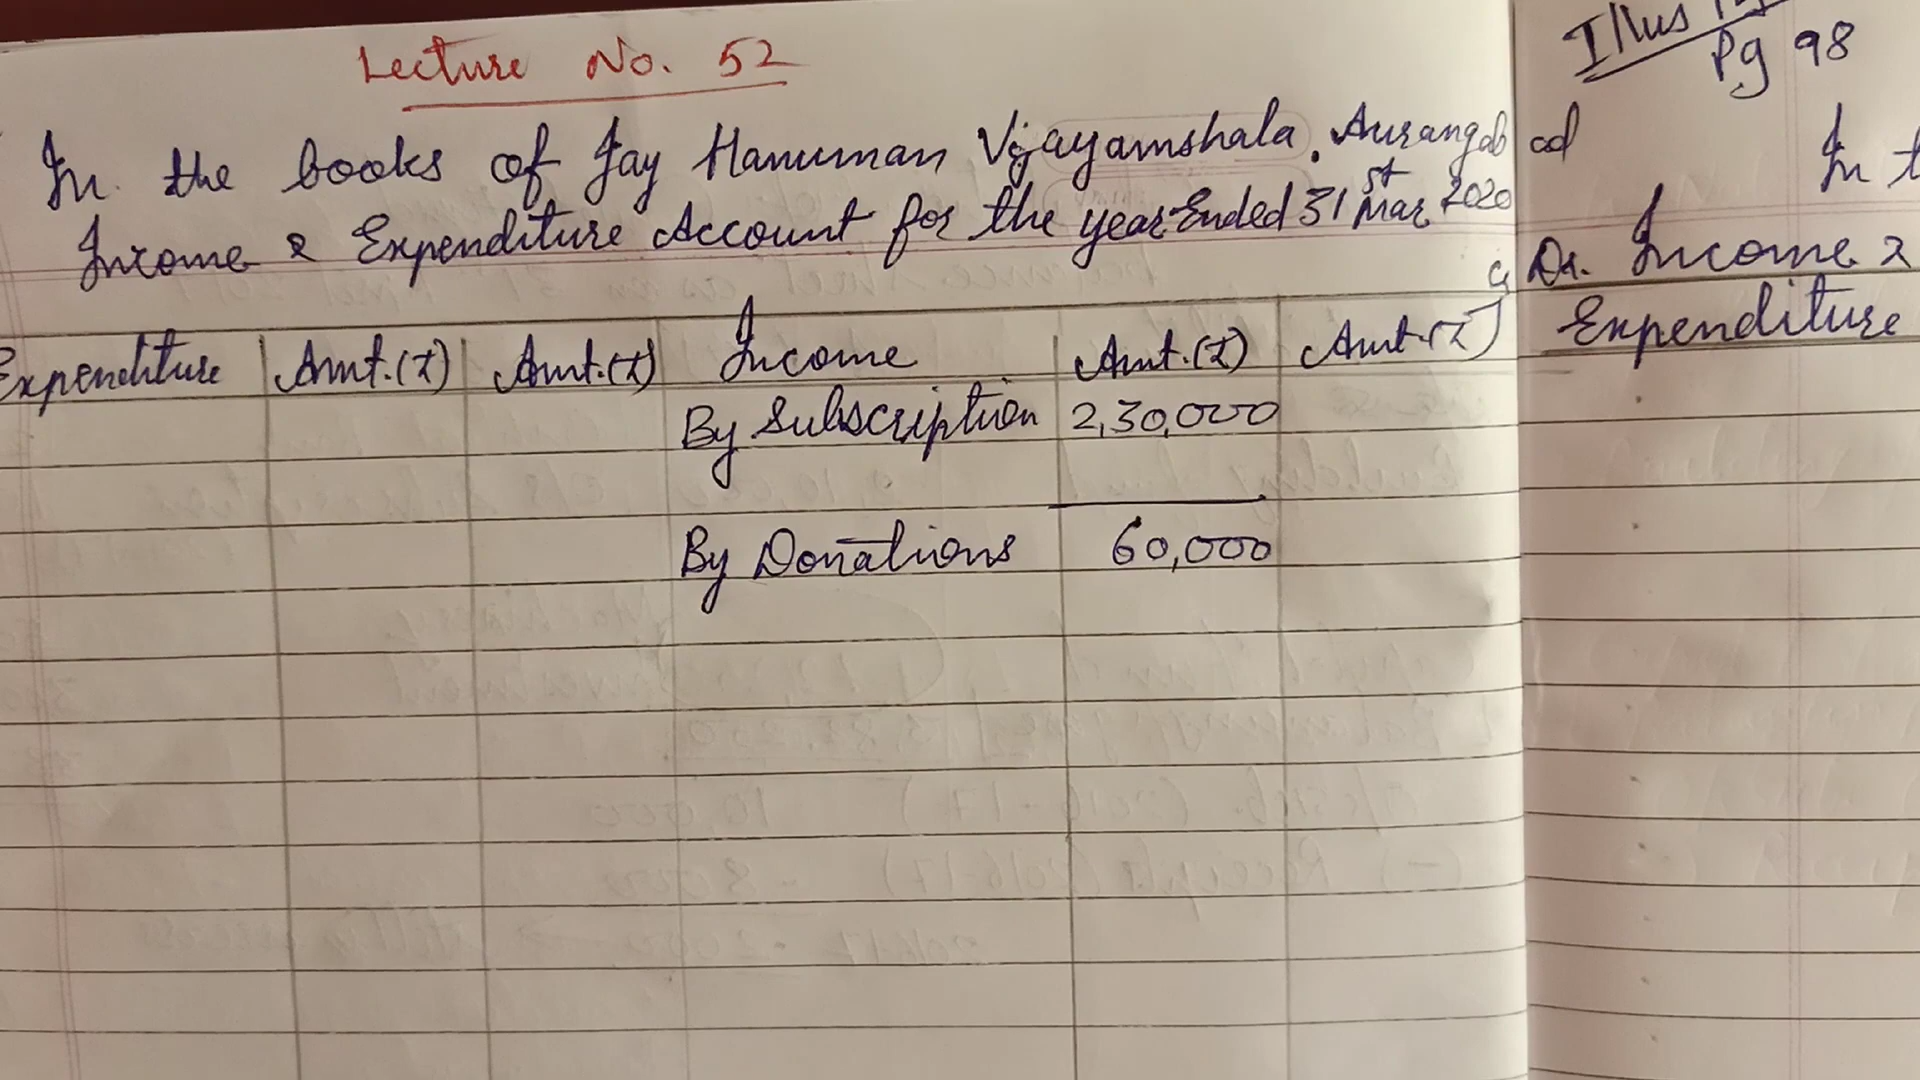 Lecture No. 52
In the books of Jay Hanuman Vyayamshala. Aurangabad
Income & Expenditure Account for the year Ended 31st Mar 2020
Expenditure Amt.(₹) Amt.(₹) Income Amt.(₹) Amt.(₹)
By Subscription 2,30,000
By Donations 60,000
Illus
Pg 98
In t
Dr. Income &
Expenditure